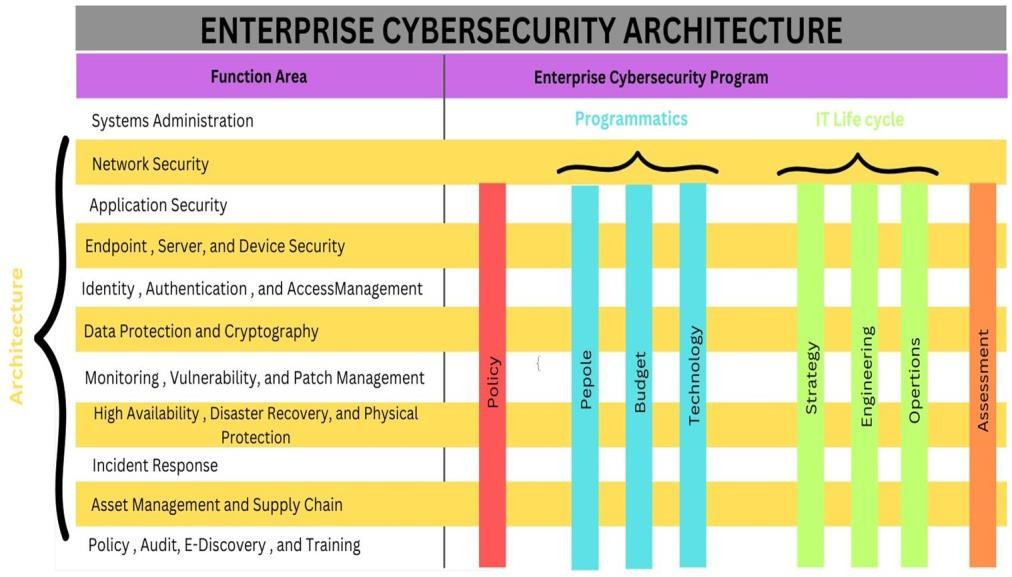 ENTERPRISE CYBERSECURITY ARCHITECTURE
Function Area
Enterprise Cybersecurity Program
Systems Administration
Programmatics
IT Life cycle
Network Security
Application Security
Endpoint , Server, and Device Security
Identity , Authentication , and AccessManagement
Data Protection and Cryptography
Monitoring , Vulnerability, and Patch Management
High Availability , Disaster Recovery, and Physical
Protection
Incident Response
Asset Management and Supply Chain
Policy , Audit, E-Discovery , and Training
Architecture
Policy
{
Pepole
Budget
Technology
Strategy
Engineering
Opertions
Assessment